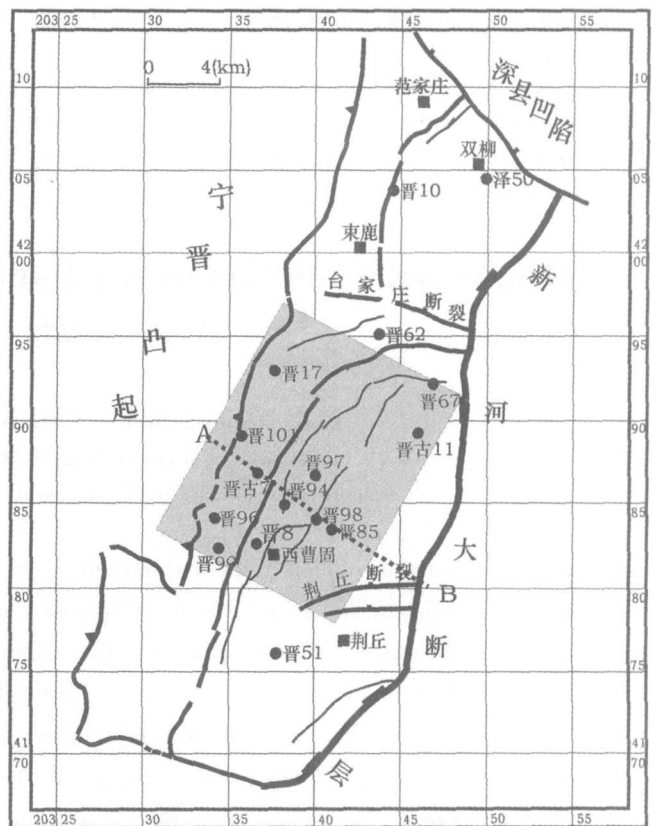 203 25 30 35 40 45 50 55
0 4(km)
深县凹陷
10 10
范家庄
双柳
泽50
05 05
晋10
宁晋凸起
束鹿
00 00
台家庄断裂
新河大断层
95 95
晋62
晋17
晋67
90 90
A
晋101
晋古11
晋97
晋古7
晋94
85 85
晋96
晋98
晋8
晋85
晋99
西曹固
荆丘断裂
80 80
B
荆丘
晋51
75 75
41 41
70 70
203 25 30 35 40 45 50 55